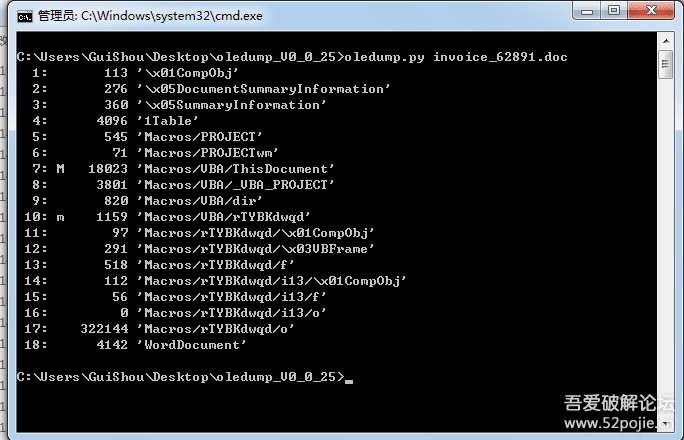 管理员: C:\Windows\system32\cmd.exe
C:\Users\GuiShou\Desktop\oledump_V0_0_25>oledump.py invoice_62891.doc
1: 113 '\x01CompObj'
2: 276 '\x05DocumentSummaryInformation'
3: 360 '\x05SummaryInformation'
4: 4096 '1Table'
5: 545 'Macros/PROJECT'
6: 71 'Macros/PROJECTwm'
7: M 18023 'Macros/VBA/ThisDocument'
8: 3801 'Macros/VBA/_VBA_PROJECT'
9: 820 'Macros/VBA/dir'
10: m 1159 'Macros/VBA/rTYBKdwqd'
11: 97 'Macros/rTYBKdwqd/\x01CompObj'
12: 291 'Macros/rTYBKdwqd/\x03VBFrame'
13: 518 'Macros/rTYBKdwqd/f'
14: 112 'Macros/rTYBKdwqd/i13/\x01CompObj'
15: 56 'Macros/rTYBKdwqd/i13/f'
16: 0 'Macros/rTYBKdwqd/i13/o'
17: 322144 'Macros/rTYBKdwqd/o'
18: 4142 'WordDocument'
C:\Users\GuiShou\Desktop\oledump_V0_0_25>_
吾爱破解论坛
www.52pojie.cn